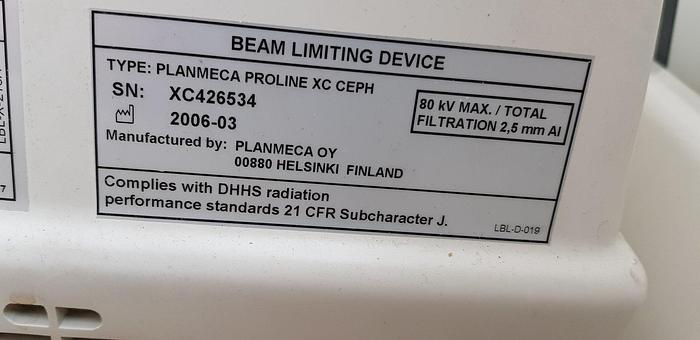 BEAM LIMITING DEVICE
TYPE: PLANMECA PROLINE XC CEPH
SN: XC426534
2006-03
80 kV MAX. / TOTAL
FILTRATION 2,5 mm Al
Manufactured by: PLANMECA OY
00880 HELSINKI FINLAND
Complies with DHHS radiation
performance standards 21 CFR Subcharacter J.
LBL-D-019
7